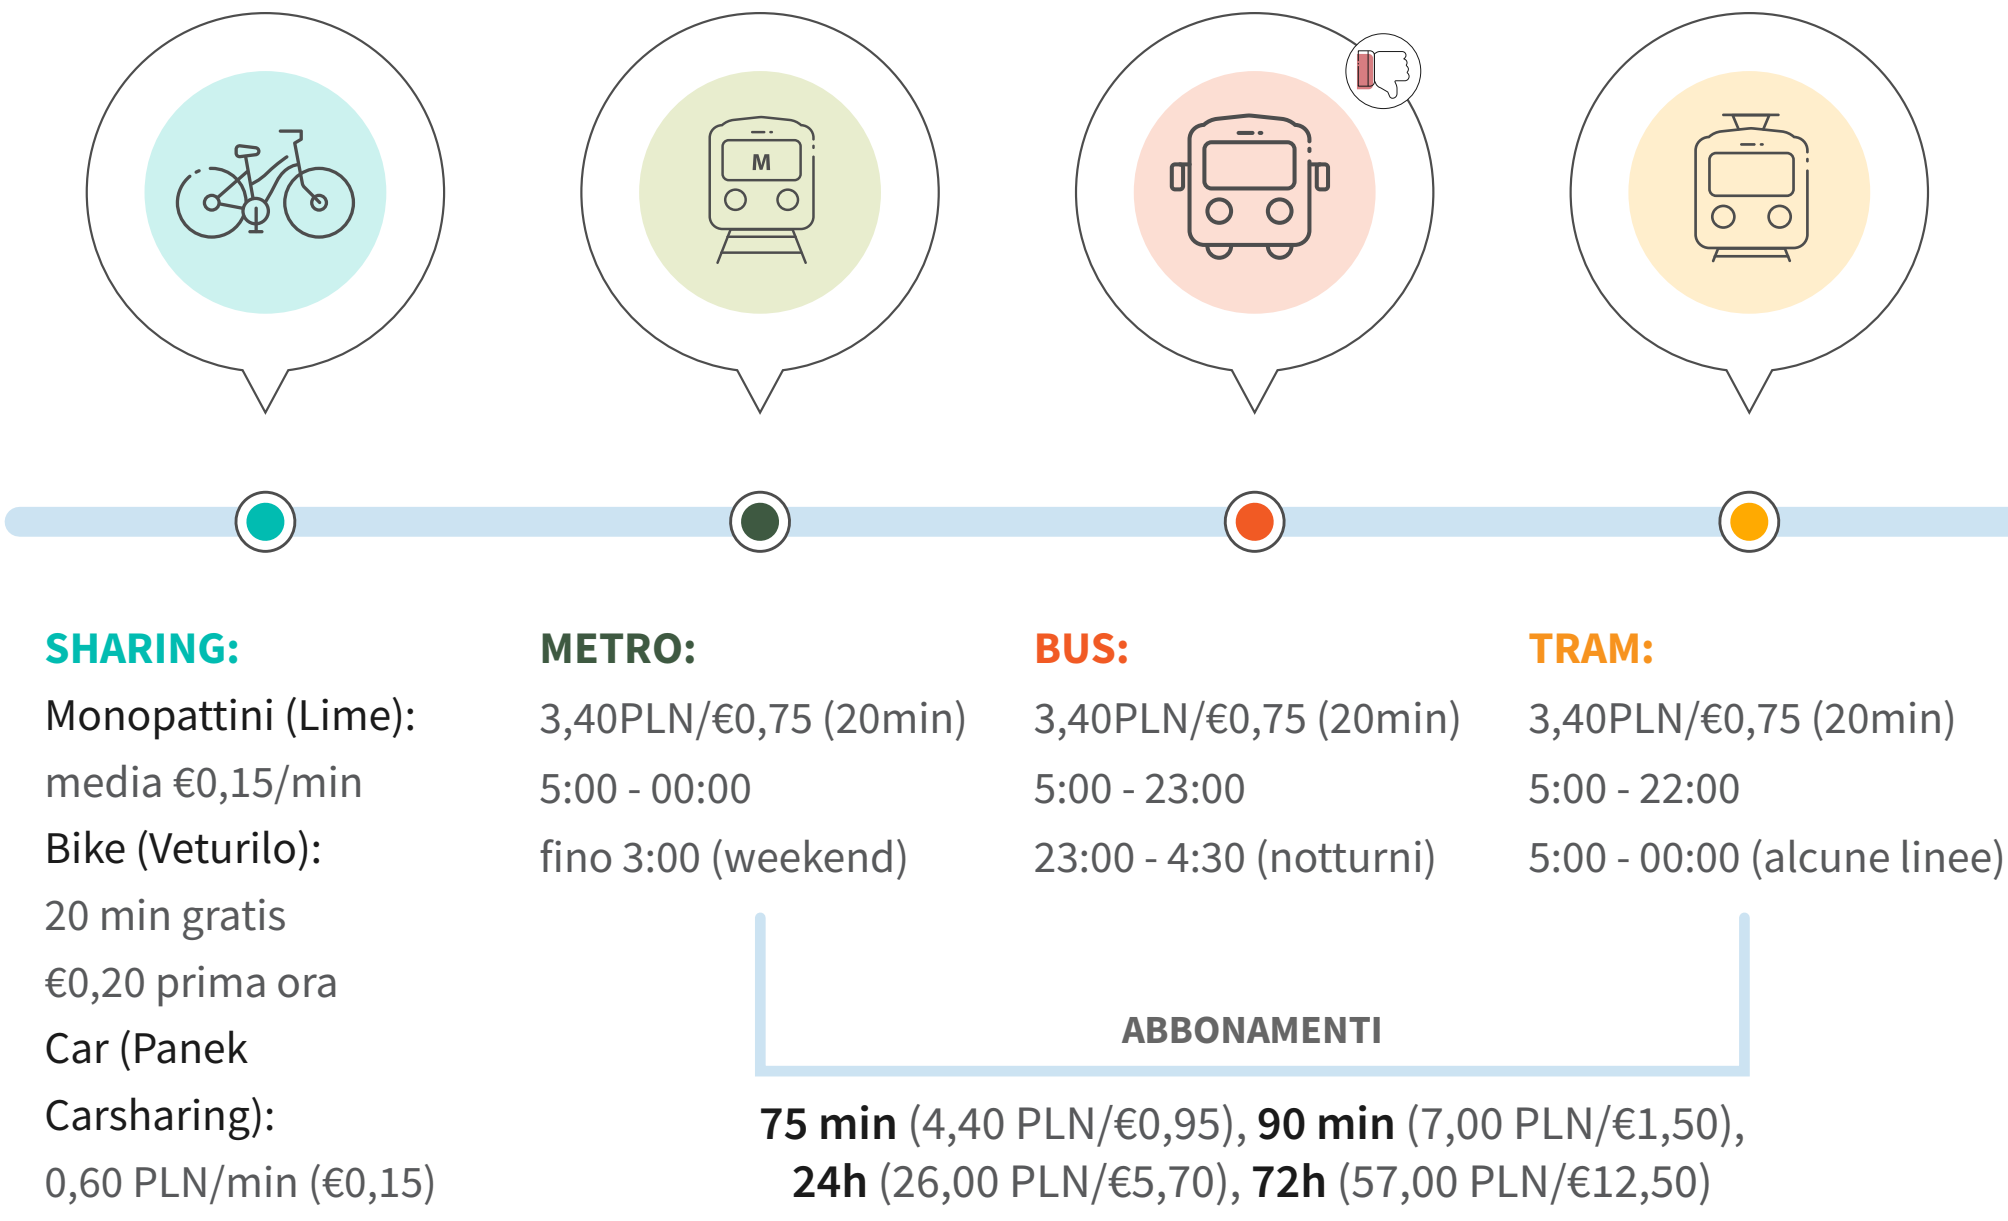 M
SHARING:
Monopattini (Lime):
media €0,15/min
Bike (Veturilo):
20 min gratis
€0,20 prima ora
Car (Panek
Carsharing):
0,60 PLN/min (€0,15)
METRO:
3,40PLN/€0,75 (20min)
5:00 - 00:00
fino 3:00 (weekend)
BUS:
3,40PLN/€0,75 (20min)
5:00 - 23:00
23:00 - 4:30 (notturni)
TRAM:
3,40PLN/€0,75 (20min)
5:00 - 22:00
5:00 - 00:00 (alcune linee)
ABBONAMENTI
75 min (4,40 PLN/€0,95), 90 min (7,00 PLN/€1,50),
24h (26,00 PLN/€5,70), 72h (57,00 PLN/€12,50)